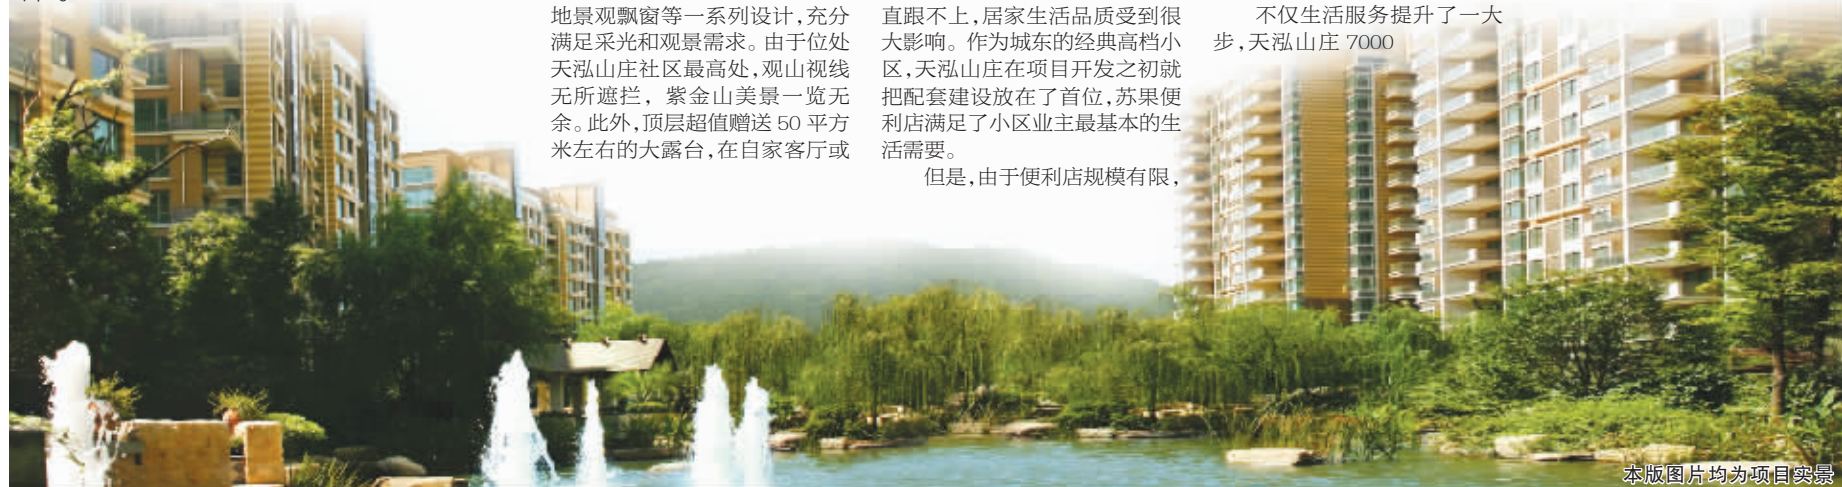 地景观飘窗等一系列设计,充分
满足采光和观景需求。由于位处
天泓山庄社区最高处,观山视线
无所遮拦,紫金山美景一览无
余。此外,顶层超值赠送 50 平方
米左右的大露台,在自家客厅或
直跟不上,居家生活品质受到很
大影响。作为城东的经典高档小
区,天泓山庄在项目开发之初就
把配套建设放在了首位,苏果便
利店满足了小区业主最基本的生
活需要。
但是,由于便利店规模有限,
不仅生活服务提升了一大
步,天泓山庄 7000
本版图片均为项目实景